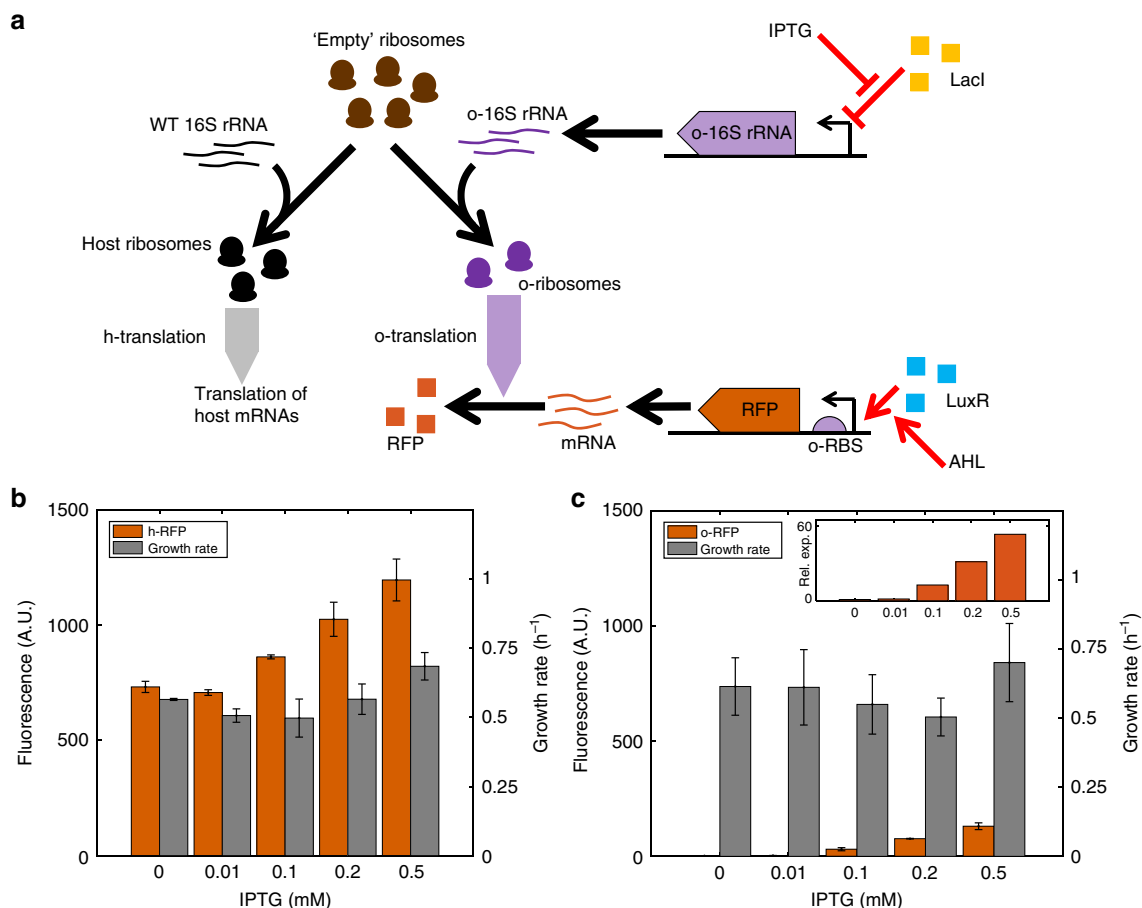 a
'Empty' ribosomes
IPTG
LacI
WT 16S rRNA
o-16S rRNA
o-16S rRNA
Host ribosomes
o-ribosomes
h-translation
o-translation
Translation of
host mRNAs
RFP
mRNA
RFP
o-RBS
LuxR
AHL
b
1500
1000
500
0
Fluorescence (A.U.)
h-RFP
Growth rate
1
0.75
0.5
0.25
0
Growth rate (h⁻¹)
0 0.01 0.1 0.2 0.5
IPTG (mM)
c
1500
1000
500
0
Fluorescence (A.U.)
o-RFP
Growth rate
60
0
Rel. exp.
0 0.01 0.1 0.2 0.5
1
0.75
0.5
0.25
0
Growth rate (h⁻¹)
0 0.01 0.1 0.2 0.5
IPTG (mM)